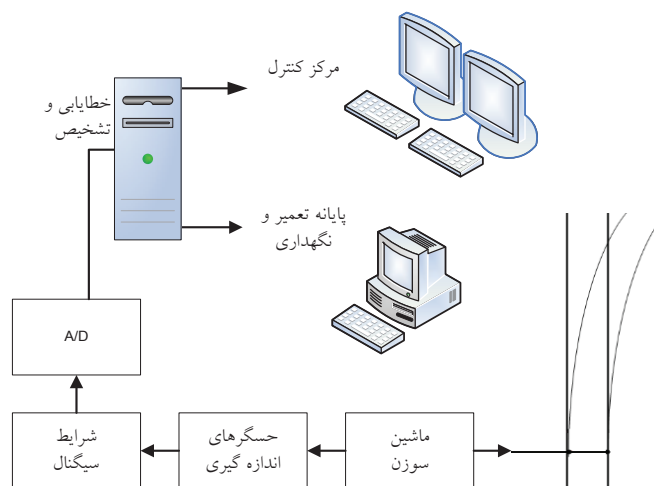 مرکز کنترل
خطایابی و
تشخیص
پایانه تعمیر و
نگهداری
A/D
ماشین
سوزن
حسگرهای
اندازه گیری
شرایط
سیگنال